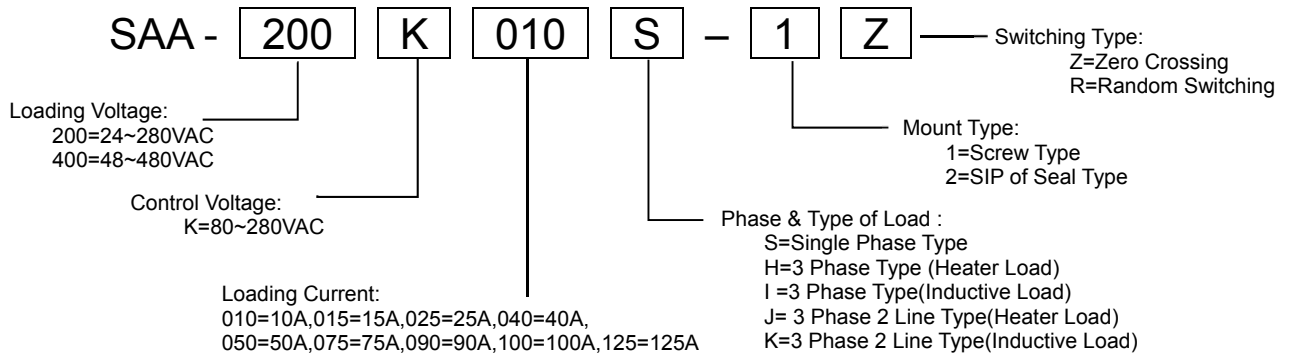 SAA - 200 K 010 S – 1 Z
Switching Type:
Z=Zero Crossing
R=Random Switching
Loading Voltage:
200=24~280VAC
400=48~480VAC
Mount Type:
1=Screw Type
2=SIP of Seal Type
Control Voltage:
K=80~280VAC
Phase & Type of Load :
S=Single Phase Type
H=3 Phase Type (Heater Load)
I =3 Phase Type(Inductive Load)
J= 3 Phase 2 Line Type(Heater Load)
K=3 Phase 2 Line Type(Inductive Load)
Loading Current:
010=10A,015=15A,025=25A,040=40A,
050=50A,075=75A,090=90A,100=100A,125=125A